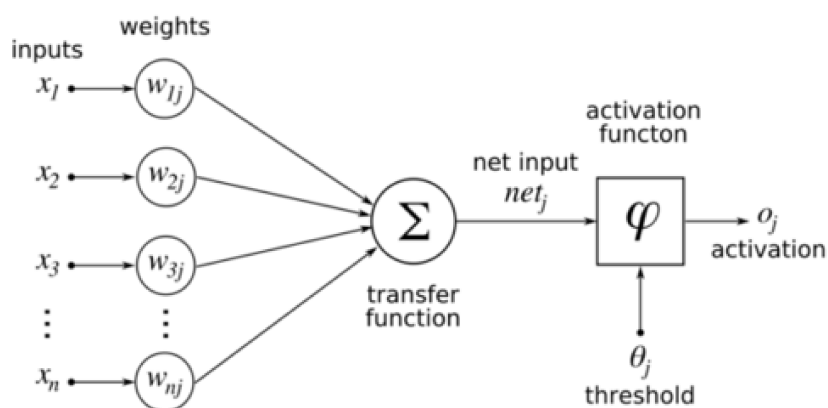 inputs
weights
x1
w1j
x2
w2j
x3
w3j
⋮
⋮
xn
wnj
Σ
transfer
function
net input
netj
activation
functon
φ
oj
activation
θj
threshold